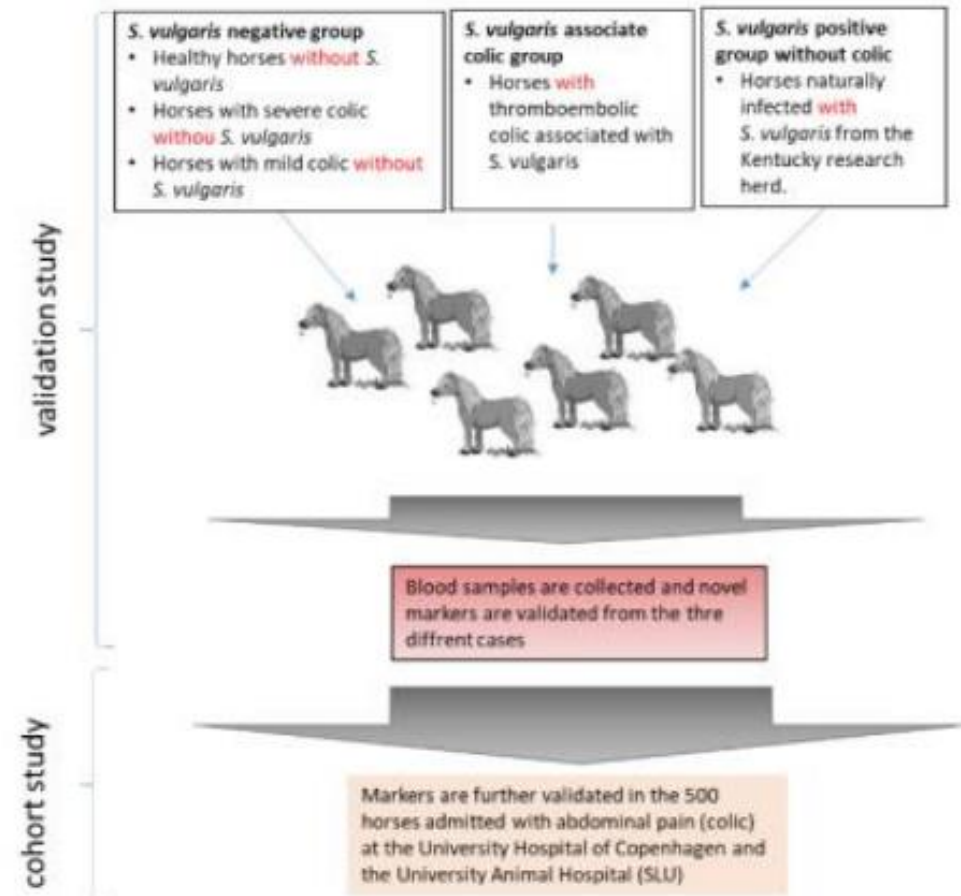 S. vulgaris negative group
• Healthy horses without S.
vulgaris
• Horses with severe colic
withou S. vulgaris
• Horses with mild colic without
S. vulgaris
S. vulgaris associate
colic group
• Horses with
thromboembolic
colic associated with
S. vulgaris
S. vulgaris positive
group without colic
• Horses naturally
infected with
S. vulgaris from the
Kentucky research
herd.
validation study
Blood samples are collected and novel
markers are validated from the thre
diffrent cases
cohort study
Markers are further validated in the 500
horses admitted with abdominal pain (colic)
at the University Hospital of Copenhagen and
the University Animal Hospital (SLU)